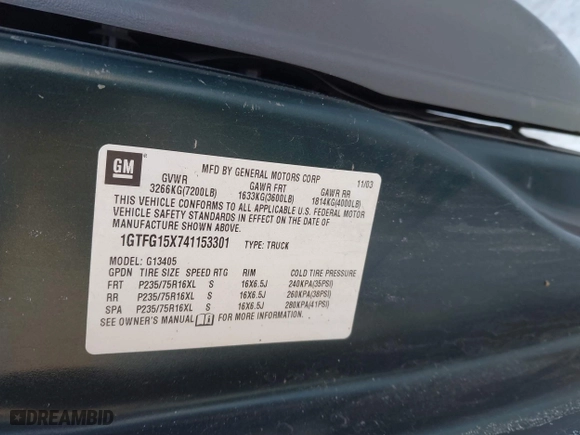 GM
MFD BY GENERAL MOTORS CORP 11/03
GVWR GAWR FRT GAWR RR
3266KG(7200LB) 1633KG(3600LB) 1814KG(4000LB)
THIS VEHICLE CONFORMS TO ALL APPLICABLE U.S. FEDERAL MOTOR
VEHICLE SAFETY STANDARDS IN EFFECT ON THE DATE OF
MANUFACTURE SHOWN ABOVE.
1GTFG15X741153301 TYPE: TRUCK
MODEL: G13405
GPDN TIRE SIZE SPEED RTG RIM COLD TIRE PRESSURE
FRT P235/75R16XL S 16X6.5J 240KPA(35PSI)
RR P235/75R16XL S 16X6.5J 260KPA(38PSI)
SPA P235/75R16XL S 16X6.5J 280KPA(41PSI)
SEE OWNER'S MANUAL FOR MORE INFORMATION.
DREAMBID